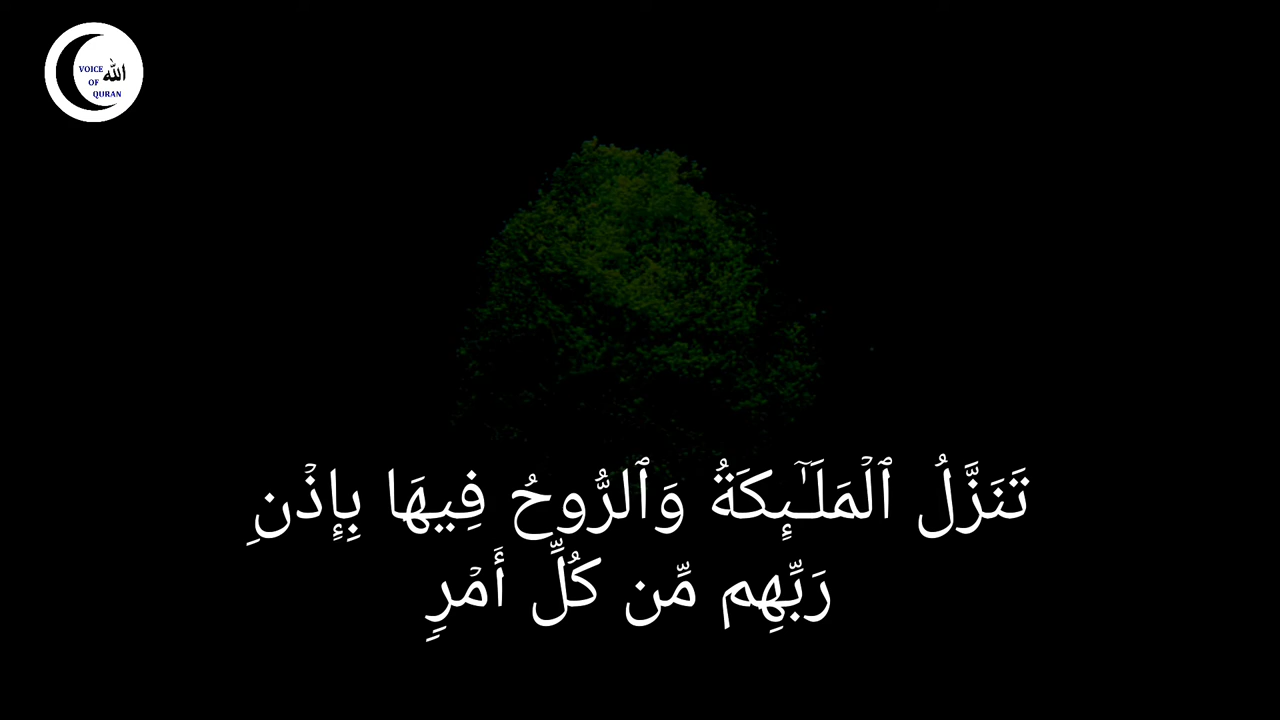 VOICE الله
OF
QURAN
تَنَزَّلُ ٱلْمَلَـٰٓئِكَةُ وَٱلرُّوحُ فِيهَا بِإِذْنِ
رَبِّهِم مِّن كُلِّ أَمْرٍۢ